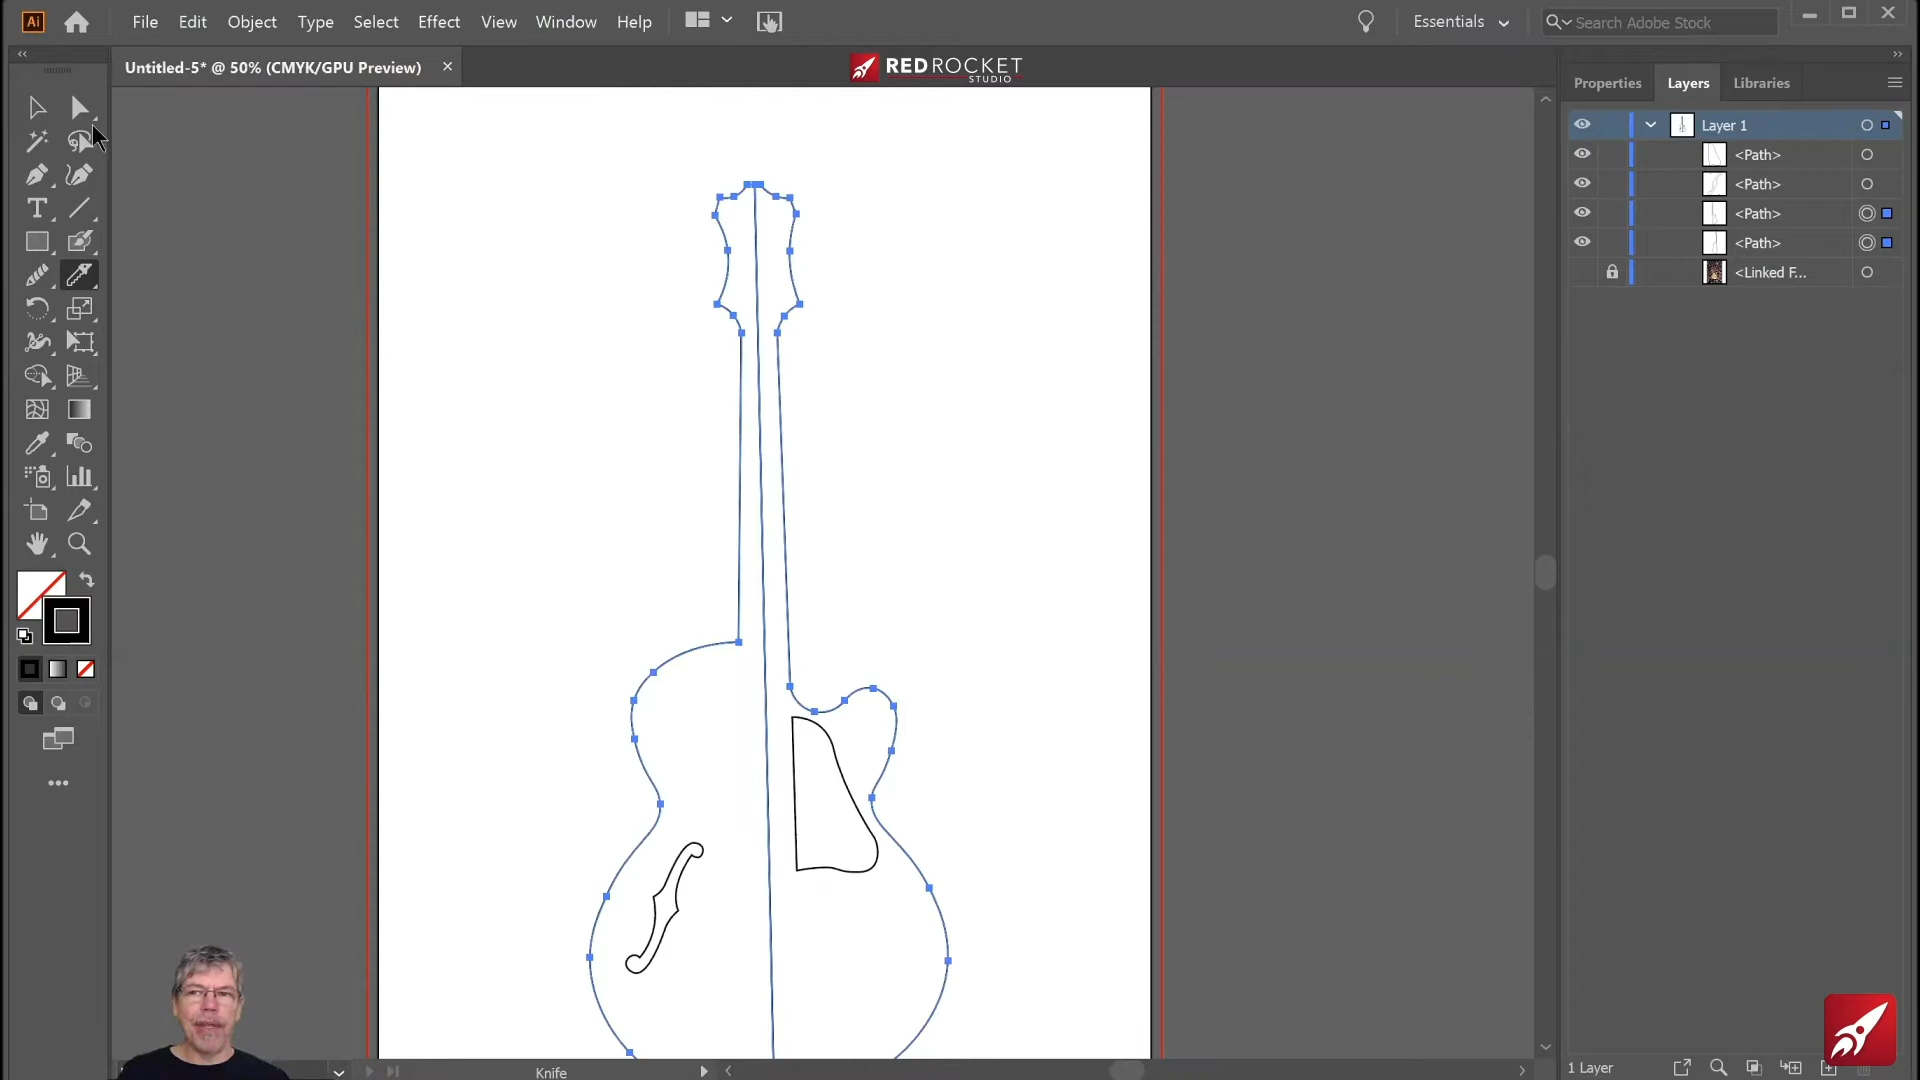 Ai File Edit Object Type Select Effect View Window Help Essentials Search Adobe Stock
Untitled-5* @ 50% (CMYK/GPU Preview) ×
REDROCKET
STUDIO
Properties Layers Libraries
Layer 1
<Path>
<Path>
<Path>
<Path>
<Linked F...
Knife
1 Layer